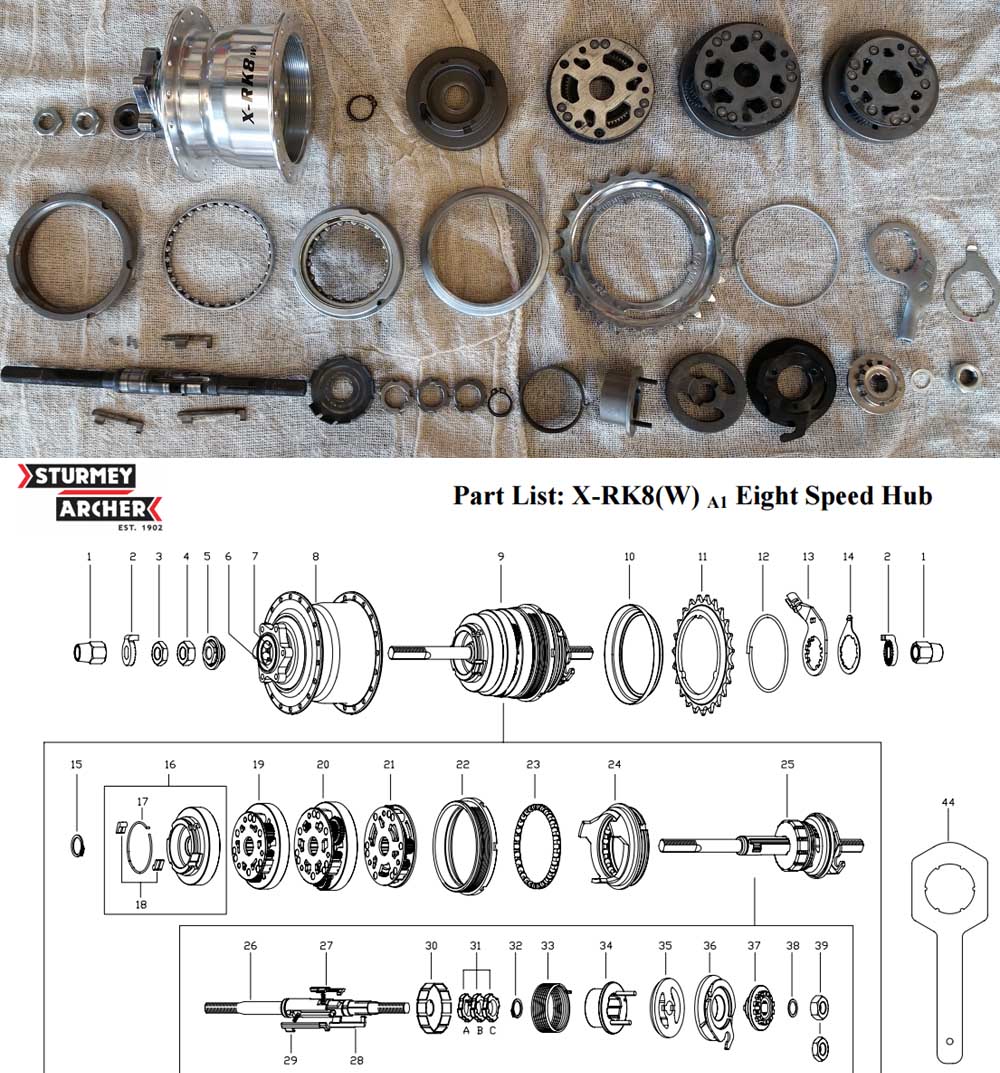 X-RK8(W)
STURMEY
ARCHER
EST. 1902
Part List: X-RK8(W) A1 Eight Speed Hub
1 2 3 4 5 6 7 8 9 10 11 12 13 14 2 1
15 16 19 20 21 22 23 24 25
17
44
18
26 27 30 31 32 33 34 35 36 37 38 39
A B C
29 28